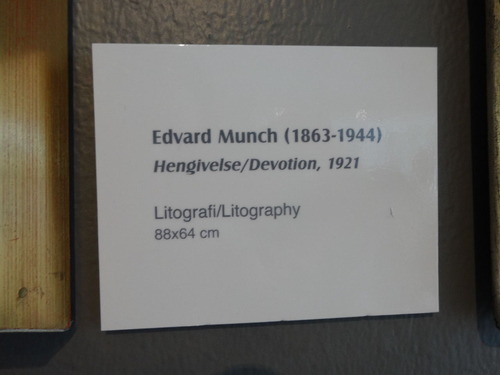 Edvard Munch (1863-1944)
Hengivelse/Devotion, 1921
Litografi/Litography
88x64 cm